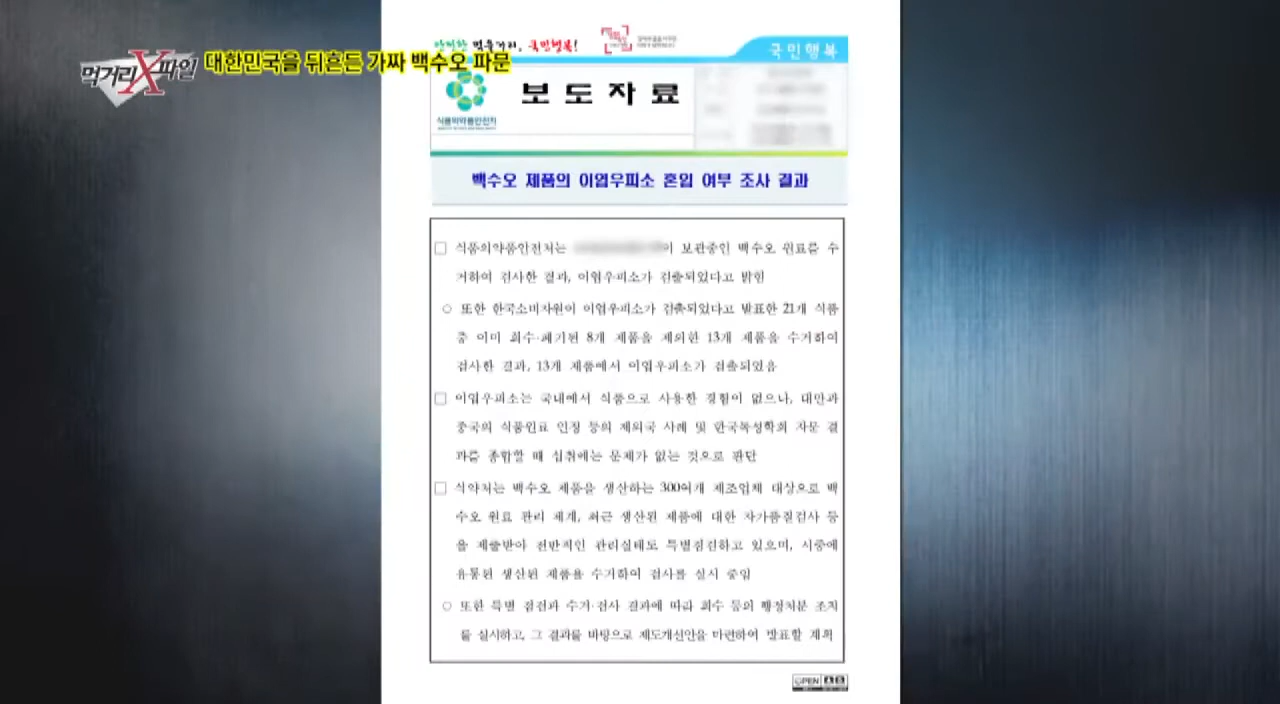 안전한 먹을거리, 국민행복!
국민행복
먹거리X파일 대한민국을 뒤흔든 가짜 백수오 파문
식품의약품안전처
보도자료
백수오 제품의 이엽우피소 혼입 여부 조사 결과
□ 식품의약품안전처는 이 보관중인 백수오 원료를 수
거하여 검사한 결과, 이엽우피소가 검출되었다고 밝힘
○ 또한 한국소비자원이 이엽우피소가 검출되었다고 발표한 21개 식품
중 이미 회수·폐기된 8개 제품을 제외한 13개 제품을 수거하여
검사한 결과, 13개 제품에서 이엽우피소가 검출되었음
□ 이엽우피소는 국내에서 식품으로 사용한 경험이 없으나, 대만과
중국의 식품원료 인정 등의 제외국 사례 및 한국독성학회 자문 결
과를 종합할 때 섭취에는 문제가 없는 것으로 판단
□ 식약처는 백수오 제품을 생산하는 300여개 제조업체 대상으로 백
수오 원료 관리 체계, 최근 생산된 제품에 대한 자가품질검사 등
을 제출받아 전반적인 관리실태도 특별점검하고 있으며, 시중에
유통된 생산된 제품을 수거하여 검사를 실시 중임
○ 또한 특별 점검과 수거·검사 결과에 따라 회수 등의 행정처분 조치
를 실시하고, 그 결과를 바탕으로 제도개선안을 마련하여 발표할 계획
OPEN